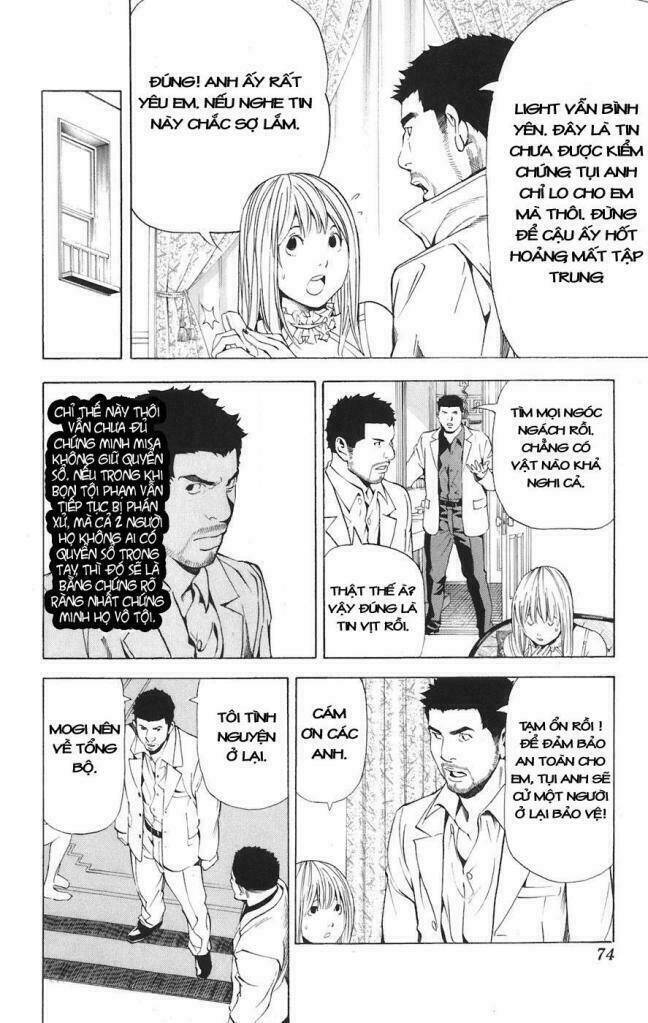 LIGHT VẪN BÌNH
YÊN. ĐÂY LÀ TIN
CHƯA ĐƯỢC KIỂM
CHỨNG. TỤI ANH
CHỈ LO CHO EM
MÀ THÔI. ĐỪNG
ĐỂ CẬU ẤY HỐT
HOẢNG MẤT TẬP
TRUNG
ĐÚNG! ANH ẤY RẤT
YÊU EM. NẾU NGHE TIN
NÀY CHẮC SỢ LẮM.
TÌM MỌI NGÓC
NGÁCH RỒI.
CHẲNG CÓ
VẬT NÀO KHẢ
NGHI CẢ.
THẬT THẾ À?
VẬY ĐÚNG LÀ
TIN VỊT RỒI.
CHỈ THẾ NÀY THÔI
VẪN CHƯA ĐỦ
CHỨNG MINH MISA
KHÔNG GIỮ QUYỂN
SỔ. NẾU TRONG KHI
BỌN TỘI PHẠM VẪN
TIẾP TỤC BỊ PHÁN
XỬ, MÀ CẢ 2 NGƯỜI
HỌ KHÔNG AI CÓ
QUYỂN SỔ TRONG
TAY. THÌ ĐÓ SẼ LÀ
BẰNG CHỨNG RÕ
RÀNG NHẤT CHỨNG
MINH HỌ VÔ TỘI.
TẠM ỔN RỒI !
ĐỂ ĐẢM BẢO
AN TOÀN CHO
EM, TỤI ANH SẼ
CỬ MỘT NGƯỜI
Ở LẠI BẢO VỆ!
CÁM
ƠN CÁC
ANH.
TÔI TÌNH
NGUYỆN
Ở LẠI.
MOGI NÊN
VỀ TỔNG
BỘ.
74